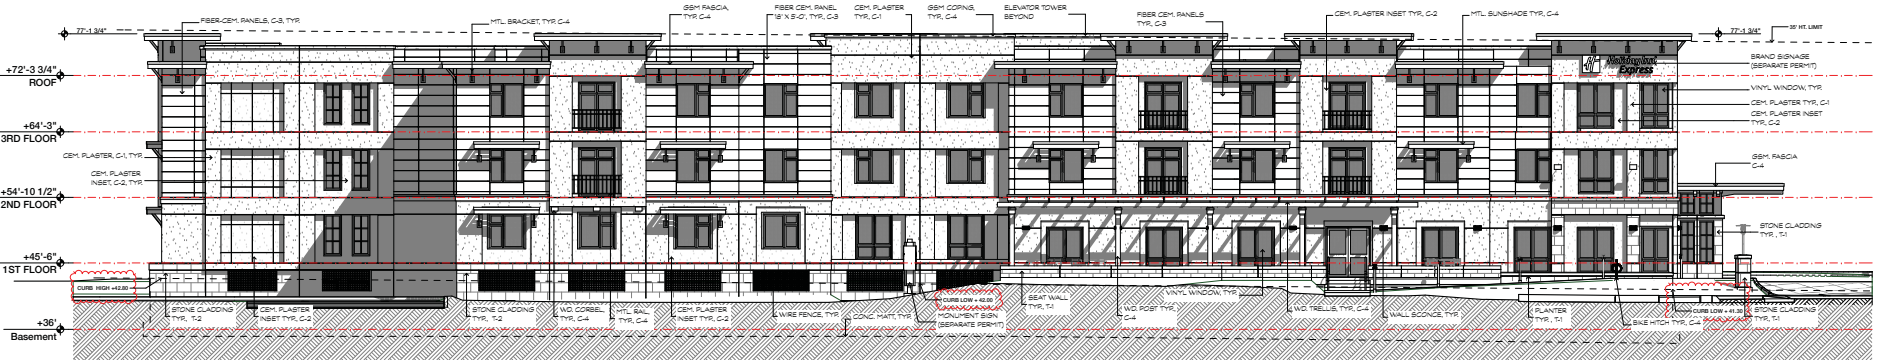 FIBER-CEM. PANELS, C-3, TYP.
MTL. BRACKET, TYP. C-4
GSM FASCIA,
TYP. C-4
FIBER CEM. PANEL
18" X 5'-0", TYP., C-3
CEM. PLASTER
TYP., C-1
GSM COPING,
TYP., C-4
ELEVATOR TOWER
BEYOND
FIBER CEM. PANELS
TYP., C-3
CEM. PLASTER INSET TYP., C-2
MTL. SUNSHADE TYP., C-4
35' HT. LIMIT
77'-1 3/4"
77'-1 3/4"
+72'-3 3/4"
ROOF
+64'-3"
3RD FLOOR
+54'-10 1/2"
2ND FLOOR
+45'-6"
1ST FLOOR
+36'
Basement
CEM. PLASTER, C-1, TYP.
CEM. PLASTER
INSET, C-2, TYP.
Holiday Inn
Express
BRAND SIGNAGE
(SEPARATE PERMIT)
VINYL WINDOW, TYP.
CEM. PLASTER TYP., C-1
CEM. PLASTER INSET
TYP., C-2
GSM. FASCIA
C-4
STONE CLADDING
TYP. , T-1
CURB HIGH +42.80
STONE CLADDING
TYP. , T-2
CEM. PLASTER
INSET TYP., C-2
STONE CLADDING
TYP. , T-2
WD. CORBEL,
TYP., C-4
MTL. RAIL,
TYP., C-4
CEM. PLASTER
INSET TYP., C-2
WIRE FENCE, TYP.
CONC. MATT, TYP.
CURB LOW + 42.00
MONUMENT SIGN
(SEPARATE PERMIT)
SEAT WALL
TYP., T-1
WD. POST TYP.,
C-4
VINYL WINDOW, TYP.
WD. TRELLIS, TYP., C-4
WALL SCONCE, TYP.
PLANTER
TYP. , T-1
BIKE HITCH TYP., C-4
CURB LOW + 41.30
STONE CLADDING
TYP., T-1